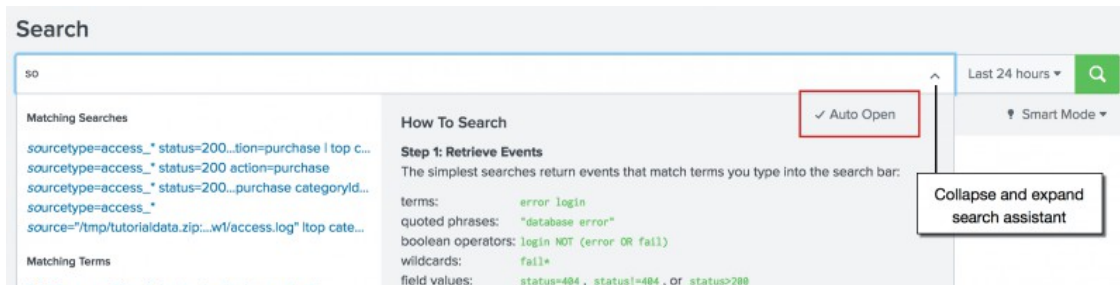 Search
so
Last 24 hours
Matching Searches
sourcetype=access_* status=200...tion=purchase | top c...
sourcetype=access_* status=200 action=purchase
sourcetype=access_* status=200...purchase categoryId...
sourcetype=access_*
source="/tmp/tutorialdata.zip:...w1/access.log" |top cate...
Matching Terms
How To Search
✓ Auto Open
Step 1: Retrieve Events
The simplest searches return events that match terms you type into the search bar:
terms: error login
quoted phrases: "database error"
boolean operators: login NOT (error OR fail)
wildcards: fail*
field values: status=404, status!=404, or status>200
Smart Mode
Collapse and expand
search assistant